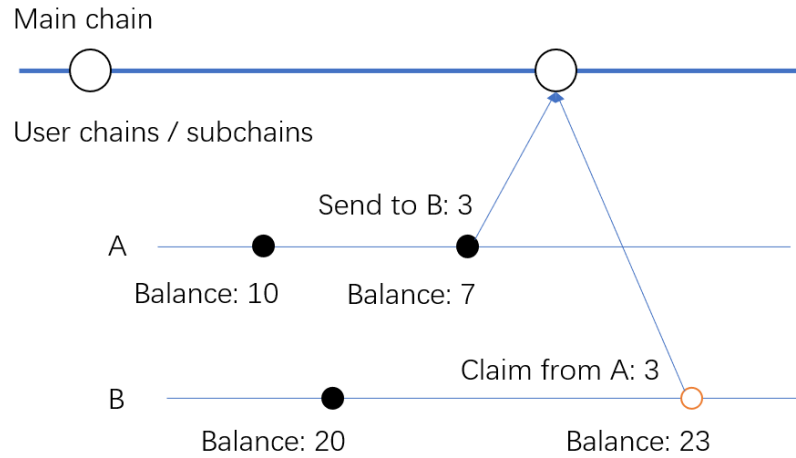 Main chain
User chains / subchains
Send to B: 3
A
Balance: 10
Balance: 7
Claim from A: 3
B
Balance: 20
Balance: 23